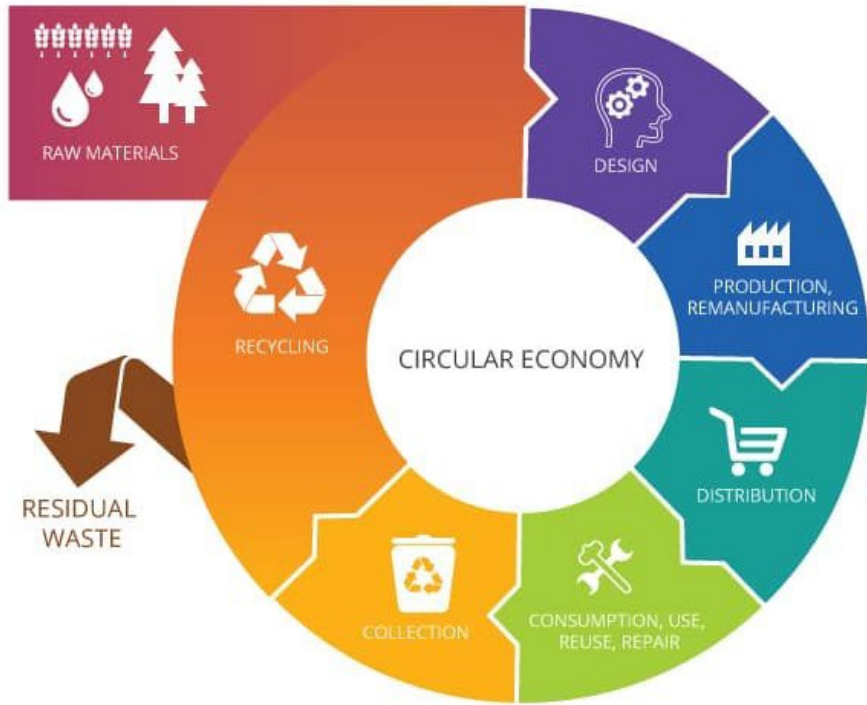 RAW MATERIALS
DESIGN
PRODUCTION,
REMANUFACTURING
DISTRIBUTION
CONSUMPTION, USE,
REUSE, REPAIR
COLLECTION
RECYCLING
CIRCULAR ECONOMY
RESIDUAL
WASTE